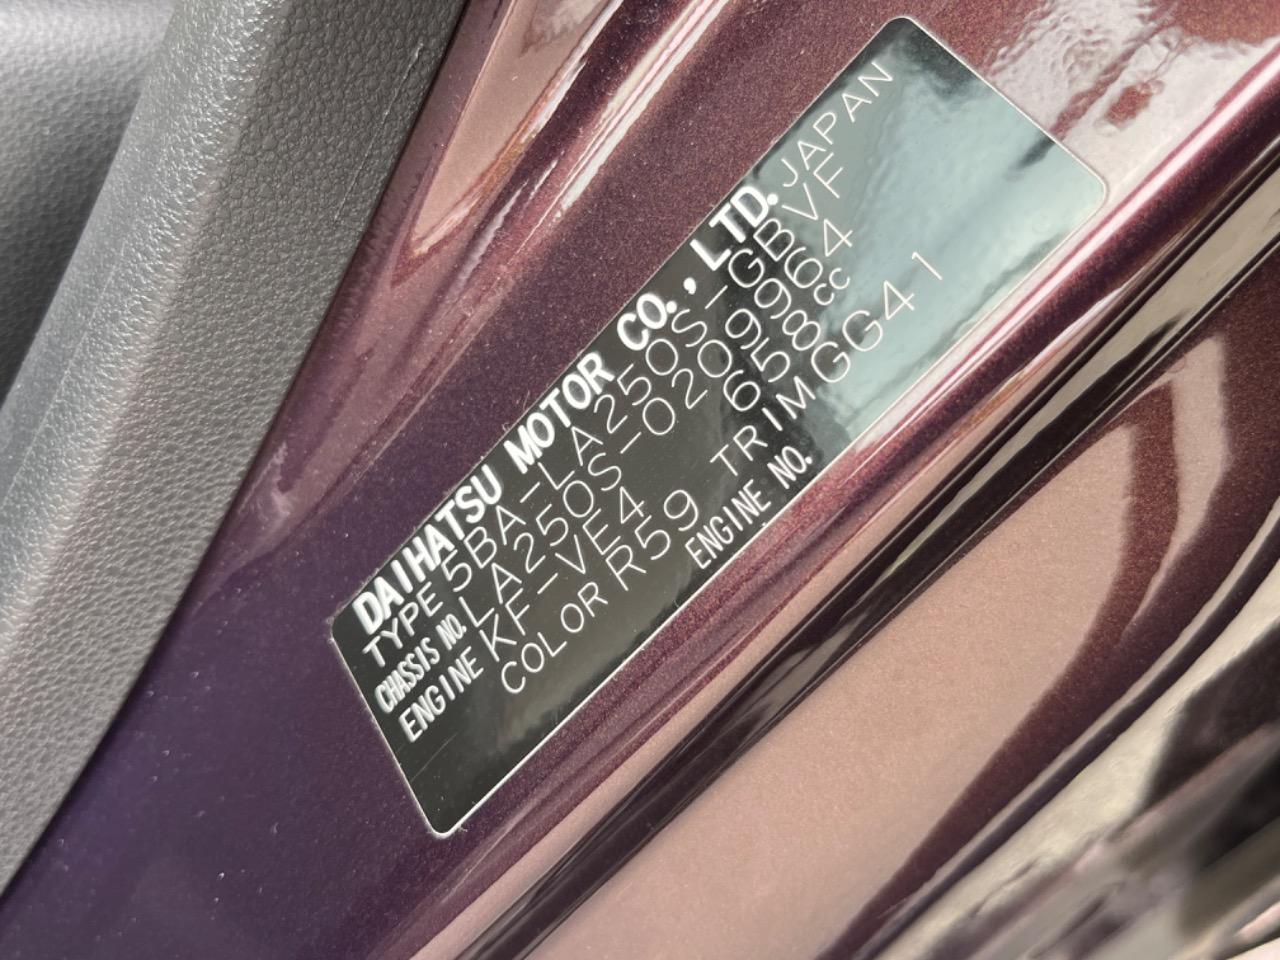 DAIHATSU MOTOR CO., LTD. JAPAN
TYPE 5BA-LA250S-GBVF
CHASSIS NO. LA250S-0209964
ENGINE KF-VE4 658cc
COLOR R59 TRIM GG41
ENGINE NO.